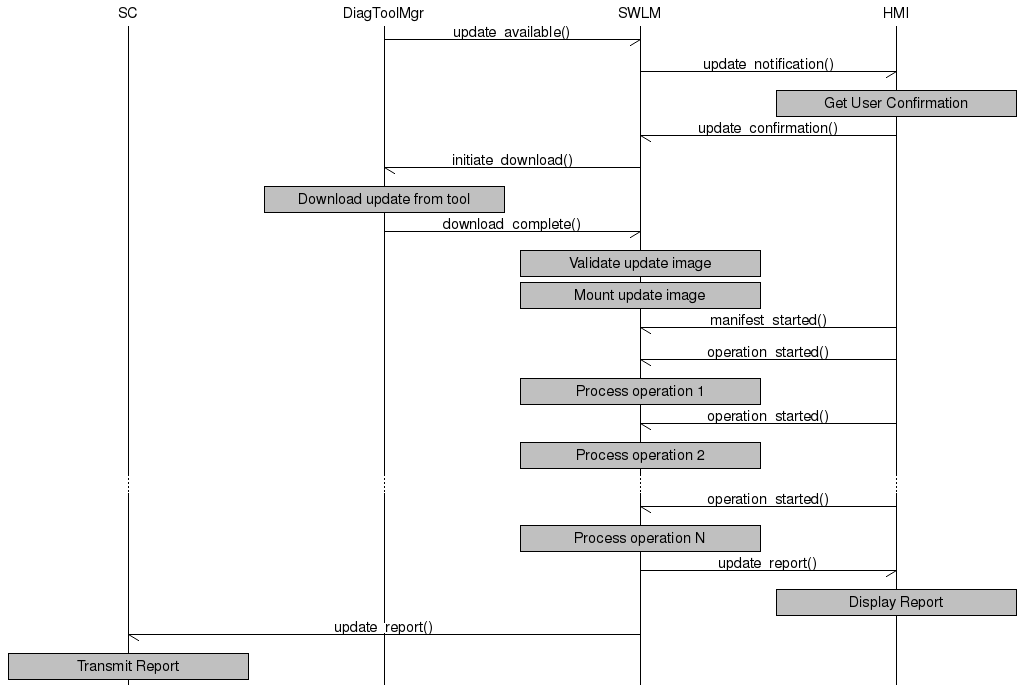 SC DiagToolMgr SWLM HMI
update_available()
update_notification()
Get User Confirmation
update_confirmation()
initiate_download()
Download update from tool
download_complete()
Validate update image
Mount update image
manifest_started()
operation_started()
Process operation 1
operation_started()
Process operation 2
operation_started()
Process operation N
update_report()
Display Report
update_report()
Transmit Report